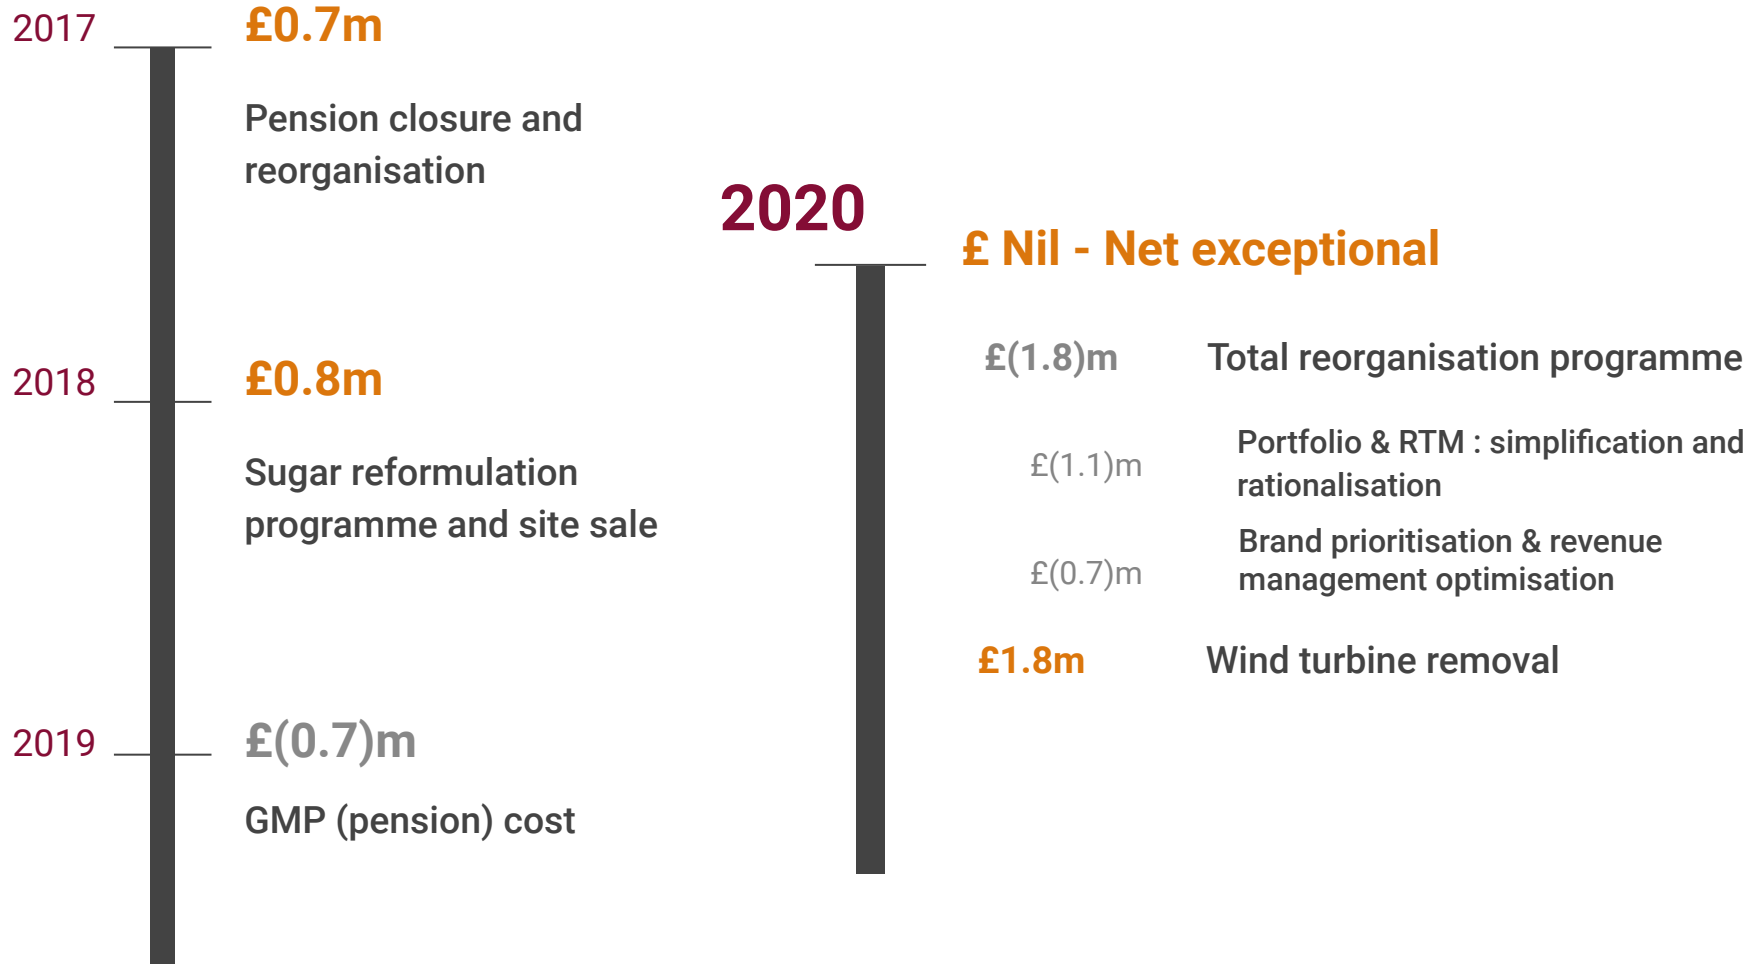 2017
£0.7m
Pension closure and
reorganisation
2018
£0.8m
Sugar reformulation
programme and site sale
2019
£(0.7)m
GMP (pension) cost
2020
£ Nil - Net exceptional
£(1.8)m Total reorganisation programme
£(1.1)m Portfolio & RTM : simplification and
rationalisation
£(0.7)m Brand prioritisation & revenue
management optimisation
£1.8m Wind turbine removal